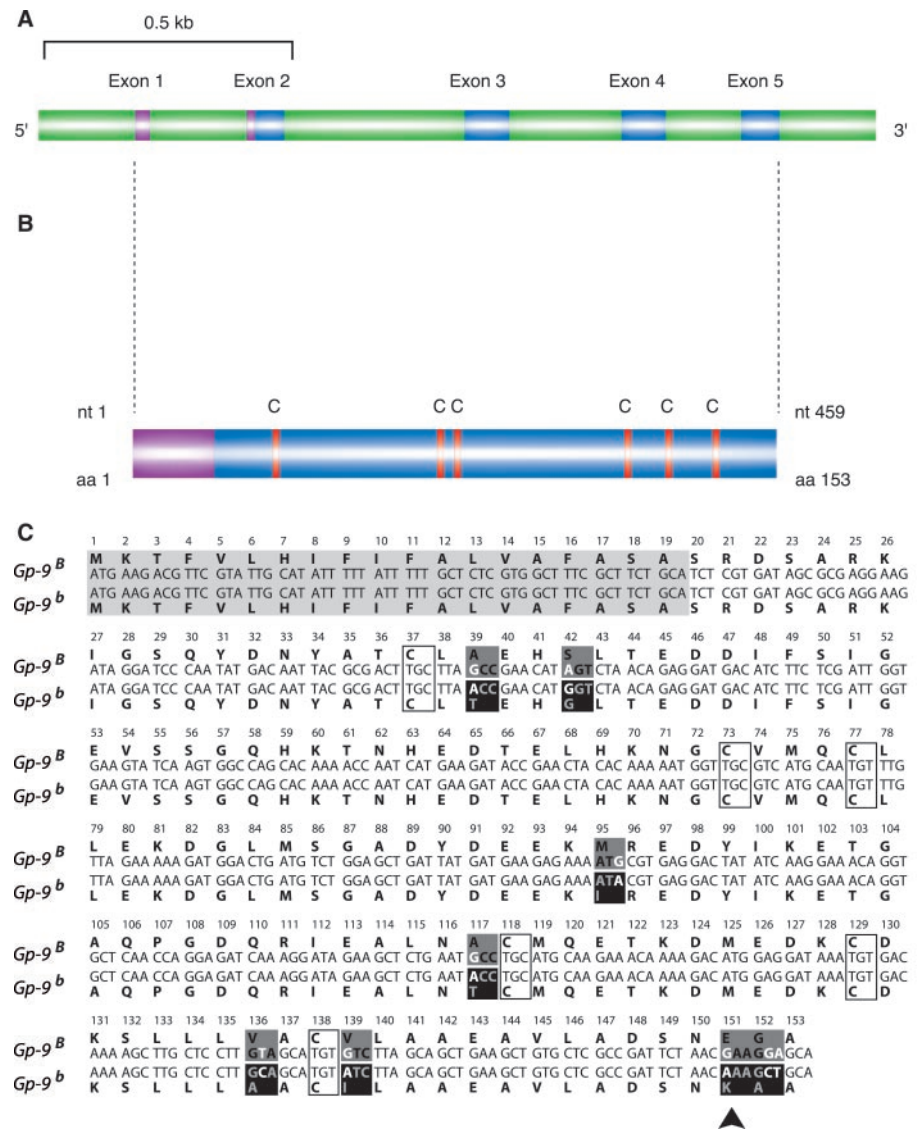 A
0.5 kb
Exon 1 Exon 2 Exon 3 Exon 4 Exon 5
5' 3'
B
nt 1 C C C C C C nt 459
aa 1 aa 153
C
1 2 3 4 5 6 7 8 9 10 11 12 13 14 15 16 17 18 19 20 21 22 23 24 25 26
M K T F V L H I F I F A L V A F A S A S R D S A R K
Gp-9 B ATG AAG ACG TTC GTA TTG CAT ATT TTT ATT TTT GCT CTC GTG GCT TTC GCT TCT GCA TCT CGT GAT AGC GCG AGG AAG
Gp-9 b ATG AAG ACG TTC GTA TTG CAT ATT TTT ATT TTT GCT CTC GTG GCT TTC GCT TCT GCA TCT CGT GAT AGC GCG AGG AAG
M K T F V L H I F I F A L V A F A S A S R D S A R K
27 28 29 30 31 32 33 34 35 36 37 38 39 40 41 42 43 44 45 46 47 48 49 50 51 52
I G S Q Y D N Y A T C L A E H S L T E D D I F S I G
Gp-9 B ATA GGA TCC CAA TAT GAC AAT TAC GCG ACT TGC TTA GCC GAA CAT AGT CTA ACA GAG GAT GAC ATC TTC TCG ATT GGT
Gp-9 b ATA GGA TCC CAA TAT GAC AAT TAC GCG ACT TGC TTA ACC GAA CAT GGT CTA ACA GAG GAT GAC ATC TTC TCG ATT GGT
I G S Q Y D N Y A T C L T E H G L T E D D I F S I G
53 54 55 56 57 58 59 60 61 62 63 64 65 66 67 68 69 70 71 72 73 74 75 76 77 78
E V S S G Q H K T N H E D T E L H K N G C V M Q C L
Gp-9 B GAA GTA TCA AGT GGC CAG CAC AAA ACC AAT CAT GAA GAT ACC GAA CTA CAC AAA AAT GGT TGC GTC ATG CAA TGT TTG
Gp-9 b GAA GTA TCA AGT GGC CAG CAC AAA ACC AAT CAT GAA GAT ACC GAA CTA CAC AAA AAT GGT TGC GTC ATG CAA TGT TTG
E V S S G Q H K T N H E D T E L H K N G C V M Q C L
79 80 81 82 83 84 85 86 87 88 89 90 91 92 93 94 95 96 97 98 99 100 101 102 103 104
L E K D G L M S G A D Y D E E K M R E D Y I K E T G
Gp-9 B TTA GAA AAA GAT GGA CTG ATG TCT GGA GCT GAT TAT GAT GAA GAG AAA ATG CGT GAG GAC TAT ATC AAG GAA ACA GGT
Gp-9 b TTA GAA AAA GAT GGA CTG ATG TCT GGA GCT GAT TAT GAT GAA GAG AAA ATA CGT GAG GAC TAT ATC AAG GAA ACA GGT
L E K D G L M S G A D Y D E E K I R E D Y I K E T G
105 106 107 108 109 110 111 112 113 114 115 116 117 118 119 120 121 122 123 124 125 126 127 128 129 130
A Q P G D Q R I E A L N A C M Q E T K D M E D K C D
Gp-9 B GCT CAA CCA GGA GAT CAA AGG ATA GAA GCT CTG AAT GCC TGC ATG CAA GAA ACA AAA GAC ATG GAG GAT AAA TGT GAC
Gp-9 b GCT CAA CCA GGA GAT CAA AGG ATA GAA GCT CTG AAT ACC TGC ATG CAA GAA ACA AAA GAC ATG GAG GAT AAA TGT GAC
A Q P G D Q R I E A L N T C M Q E T K D M E D K C D
131 132 133 134 135 136 137 138 139 140 141 142 143 144 145 146 147 148 149 150 151 152 153
K S L L L V A C V L A A E A V L A D S N E G A
Gp-9 B AAA AGC TTG CTC CTT GTA GCA TGT GTC TTA GCA GCT GAA GCT GTG CTC GCC GAT TCT AAC GAA GGA GCA
Gp-9 b AAA AGC TTG CTC CTT GCA GCA TGT ATC TTA GCA GCT GAA GCT GTG CTC GCC GAT TCT AAC AAA GCT GCA
K S L L L A A C I L A A E A V L A D S N K A A